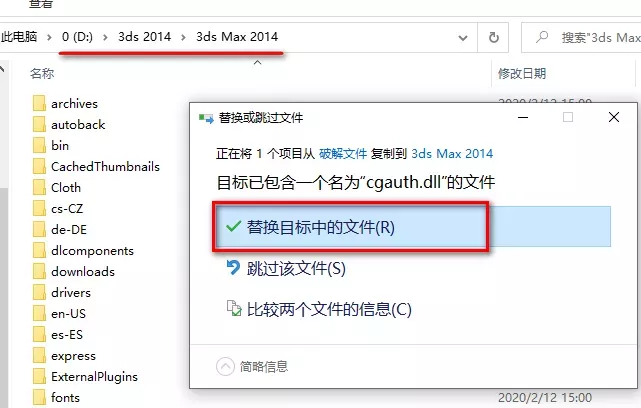 查看
此电脑 > 0 (D:) > 3ds 2014 > 3ds Max 2014
搜索"3ds Max
名称
修改日期
archives
autoback
bin
CachedThumbnails
Cloth
cs-CZ
de-DE
dlcomponents
downloads
drivers
en-US
es-ES
express
ExternalPlugins
fonts
2020/2/12 15:00
替换或跳过文件
正在将 1 个项目从 破解文件 复制到 3ds Max 2014
目标已包含一个名为“cgauth.dll”的文件
替换目标中的文件(R)
跳过该文件(S)
比较两个文件的信息(C)
简略信息
2020/2/12 15:00